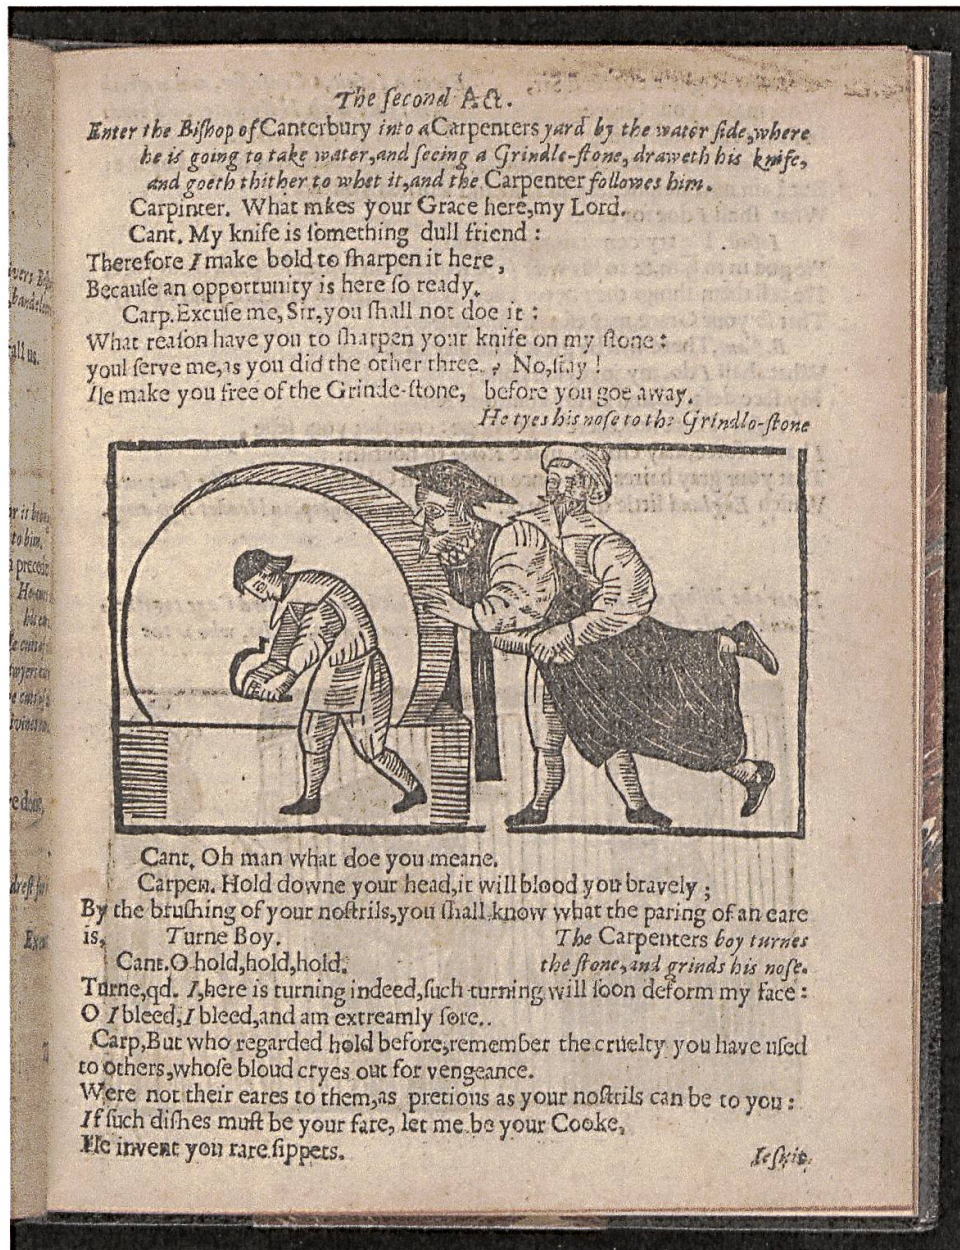 The second Act.
Enter the Bishop of Canterbury into a Carpenters yard by the water side, where
he is going to take water, and seeing a Grindle-stone, draweth his knife,
and goeth thither to whet it, and the Carpenter followes him.
Carpinter. What mkes your Grace here, my Lord.
Cant. My knife is something dull friend :
Therefore I make bold to sharpen it here,
Because an opportunity is here so ready.
Carp. Excuse me, Sir, you shall not doe it :
What reason have you to sharpen your knife on my stone :
youl serve me, as you did the other three. ? No, stay !
Ile make you free of the Grinde-stone, before you goe away.
He tyes his nose to the Grindlo-stone
Cant. Oh man what doe you meane.
Carpen. Hold downe your head, it will blood you bravely ;
By the brushing of your nostrils, you shall know what the paring of an eare
is, Turne Boy. The Carpenters boy turnes
Cant. O hold, hold, hold. the stone, and grinds his nose.
Turne, qd. I, here is turning indeed, such turning will soon deform my face :
O I bleed, I bleed, and am extreamly sore..
Carp, But who regarded hold before, remember the cruelty you have used
to others, whose bloud cryes out for vengeance.
Were not their eares to them, as pretious as your nostrils can be to you :
If such dishes must be your fare, let me be your Cooke,
Ile invent you rare sippets.
Ieskit.